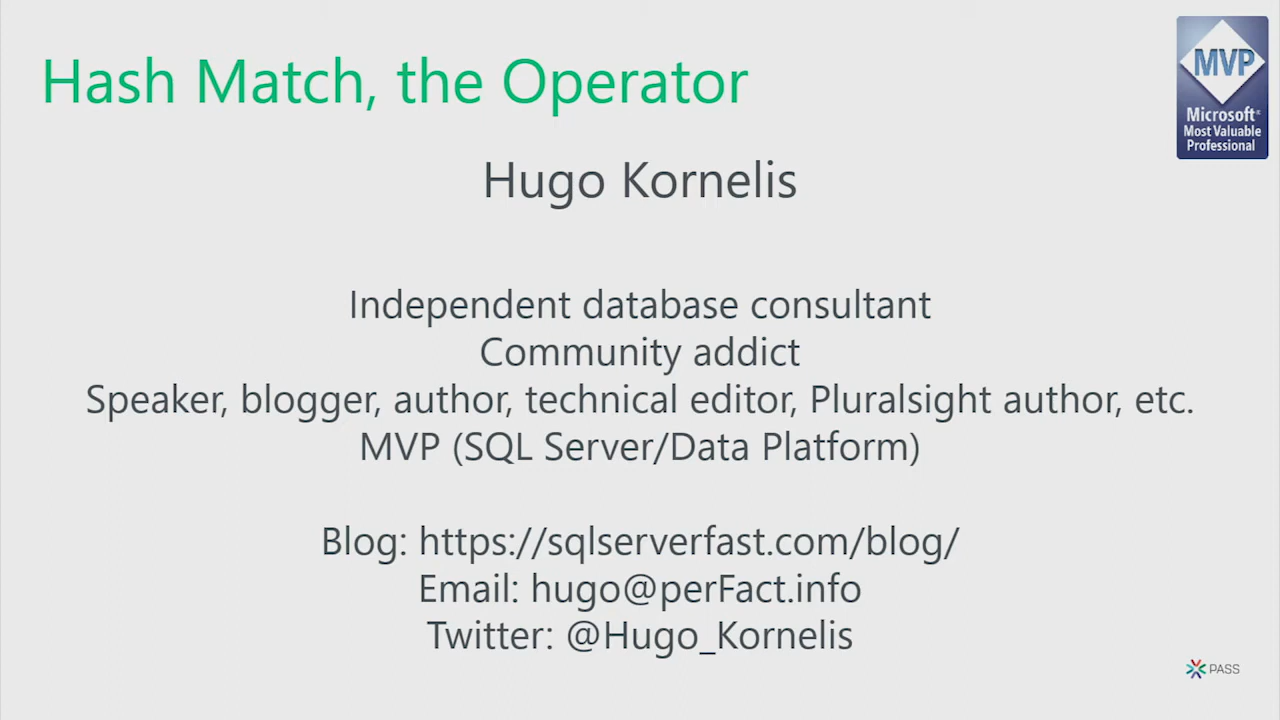 Hash Match, the Operator
MVP
Microsoft®
Most Valuable
Professional
Hugo Kornelis
Independent database consultant
Community addict
Speaker, blogger, author, technical editor, Pluralsight author, etc.
MVP (SQL Server/Data Platform)
Blog: https://sqlserverfast.com/blog/
Email: hugo@perFact.info
Twitter: @Hugo_Kornelis
PASS